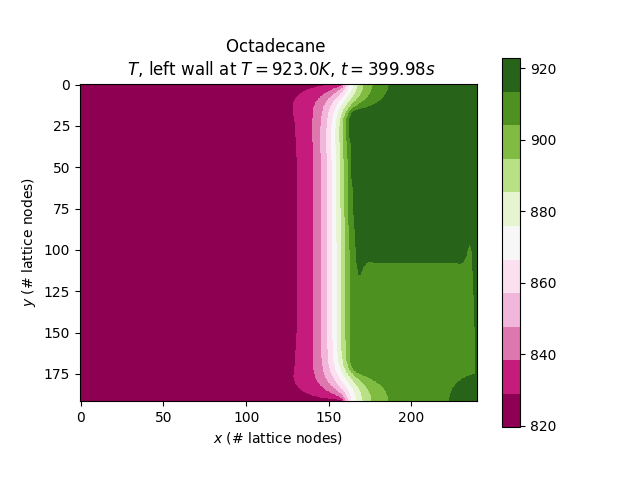 Octadecane
T, left wall at T = 923.0K, t = 399.98s
0
25
50
75
100
125
150
175
y (# lattice nodes)
0 50 100 150 200
x (# lattice nodes)
920
900
880
860
840
820